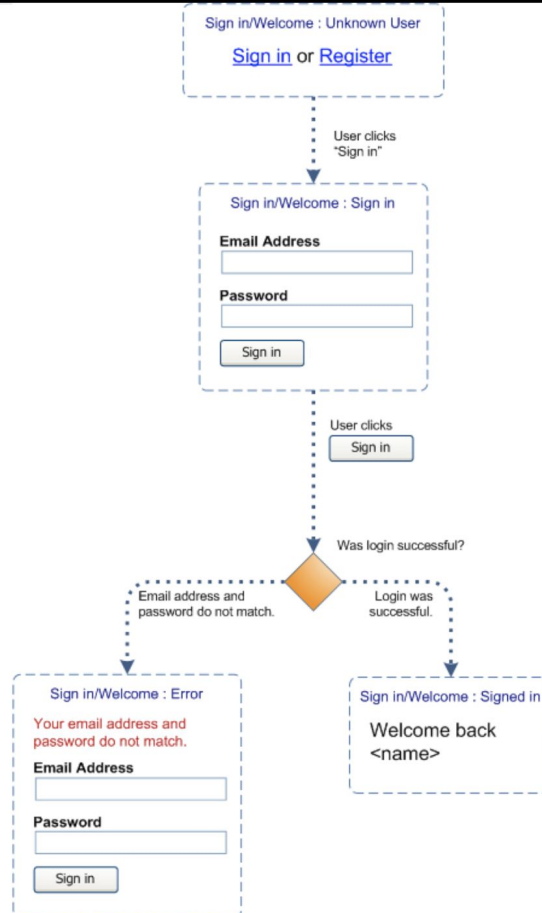 Sign in/Welcome : Unknown User
Sign in or Register
User clicks
"Sign in"
Sign in/Welcome : Sign in
Email Address
Password
Sign in
User clicks
Sign in
Was login successful?
Email address and
password do not match.
Login was
successful.
Sign in/Welcome : Error
Your email address and
password do not match.
Email Address
Password
Sign in
Sign in/Welcome : Signed in
Welcome back
<name>